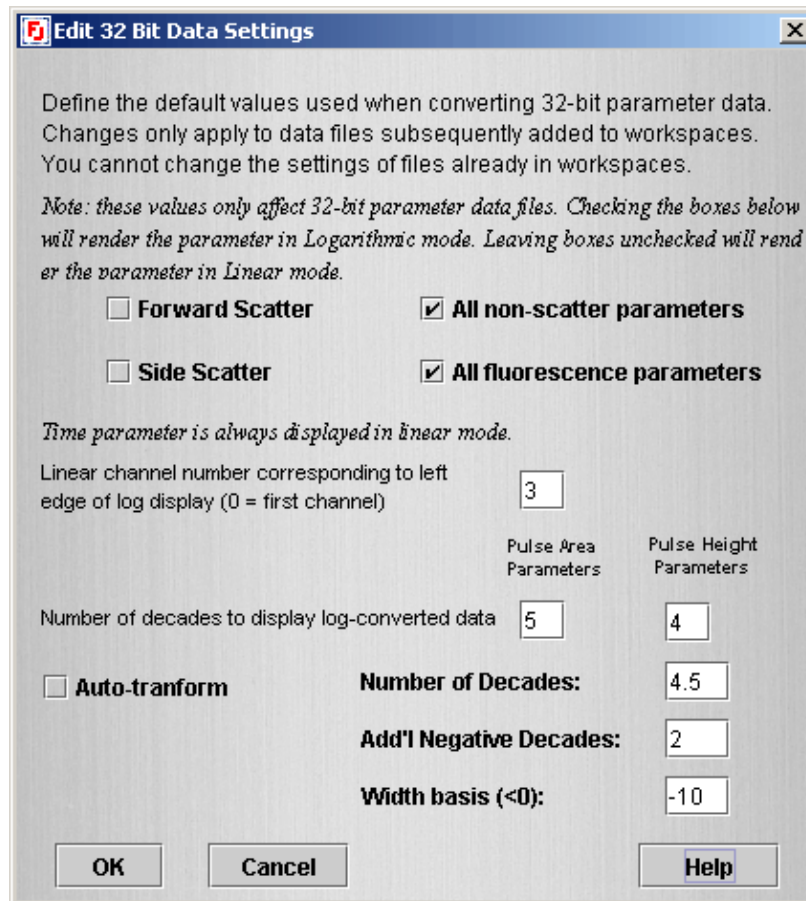 FJ Edit 32 Bit Data Settings
Define the default values used when converting 32-bit parameter data.
Changes only apply to data files subsequently added to workspaces.
You cannot change the settings of files already in workspaces.
Note: these values only affect 32-bit parameter data files. Checking the boxes below
will render the parameter in Logarithmic mode. Leaving boxes unchecked will rend
er the parameter in Linear mode.
Forward Scatter All non-scatter parameters
Side Scatter All fluorescence parameters
Time parameter is always displayed in linear mode.
Linear channel number corresponding to left
edge of log display (0 = first channel) 3
Pulse Area Pulse Height
Parameters Parameters
Number of decades to display log-converted data 5 4
Auto-tranform Number of Decades: 4.5
Add'l Negative Decades: 2
Width basis (<0): -10
OK Cancel Help